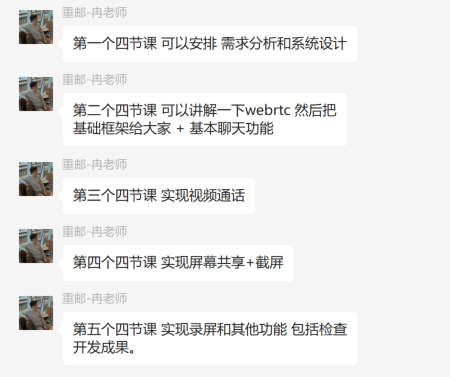 重邮-冉老师
第一个四节课 可以安排 需求分析和系统设计
重邮-冉老师
第二个四节课 可以讲解一下webrtc 然后把
基础框架给大家 + 基本聊天功能
重邮-冉老师
第三个四节课 实现视频通话
重邮-冉老师
第四个四节课 实现屏幕共享+截屏
重邮-冉老师
第五个四节课 实现录屏和其他功能 包括检查
开发成果。